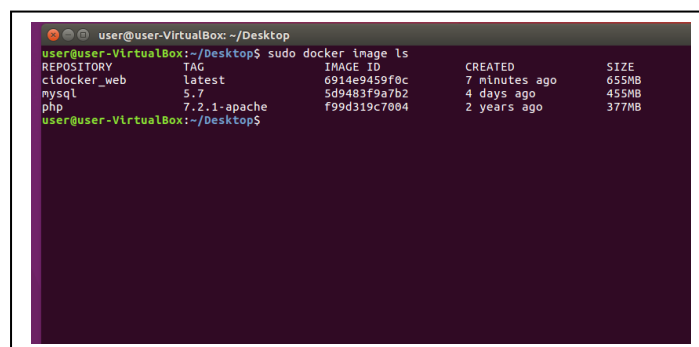 user@user-VirtualBox: ~/Desktop
user@user-VirtualBox:~/Desktop$ sudo docker image ls
REPOSITORY TAG IMAGE ID CREATED SIZE
cidocker_web latest 6914e9459f0c 7 minutes ago 655MB
mysql 5.7 5d9483f9a7b2 4 days ago 455MB
php 7.2.1-apache f99d319c7004 2 years ago 377MB
user@user-VirtualBox:~/Desktop$